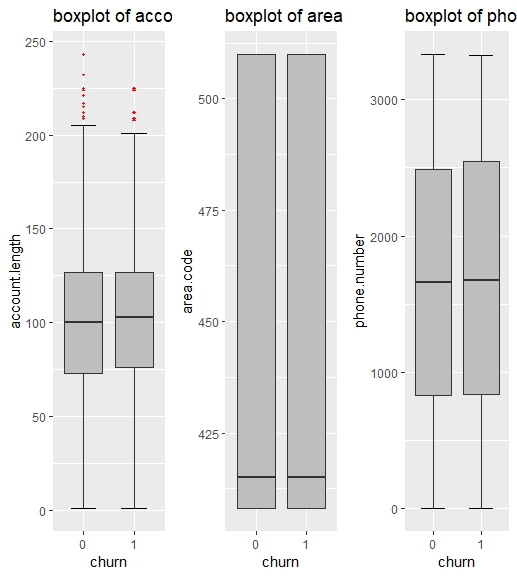 boxplot of acco
account.length
250
200
150
100
50
0
0 1
churn
boxplot of area
area.code
500
475
450
425
0 1
churn
boxplot of pho
phone.number
3000
2000
1000
0
0 1
churn